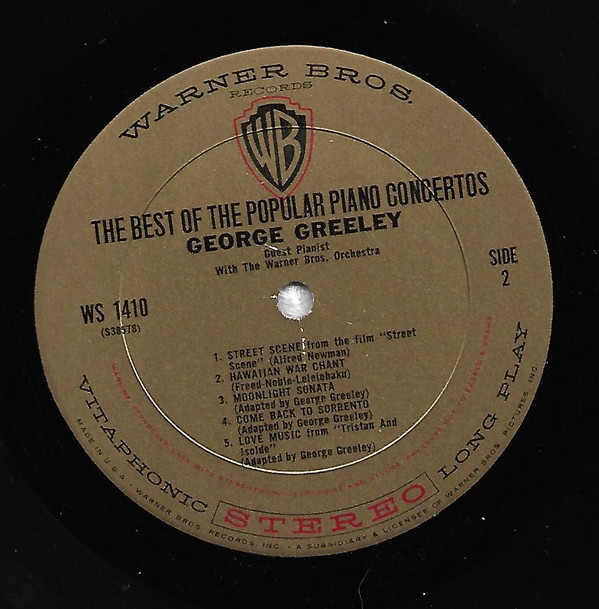 WARNER BROS.
RECORDS
WB
THE BEST OF THE POPULAR PIANO CONCERTOS
GEORGE GREELEY
Guest Pianist
With The Warner Bros. Orchestra
SIDE
2
WS 1410
(S38578)
1. STREET SCENE from the film "Street
Scene" (Alfred Newman)
2. HAWAIIAN WAR CHANT
(Freed-Noble-Leleiohaku)
3. MOONLIGHT SONATA
(Adapted by George Greeley)
4. COME BACK TO SORRENTO
(Adapted by George Greeley)
5. LOVE MUSIC from "Tristan And
Isolde"
(Adapted by George Greeley)
VITAPHONIC STEREO LONG PLAY
MADE IN U.S.A. • WARNER BROS. RECORDS, INC. • A SUBSIDIARY & LICENSEE OF WARNER BROS. PICTURES, INC.